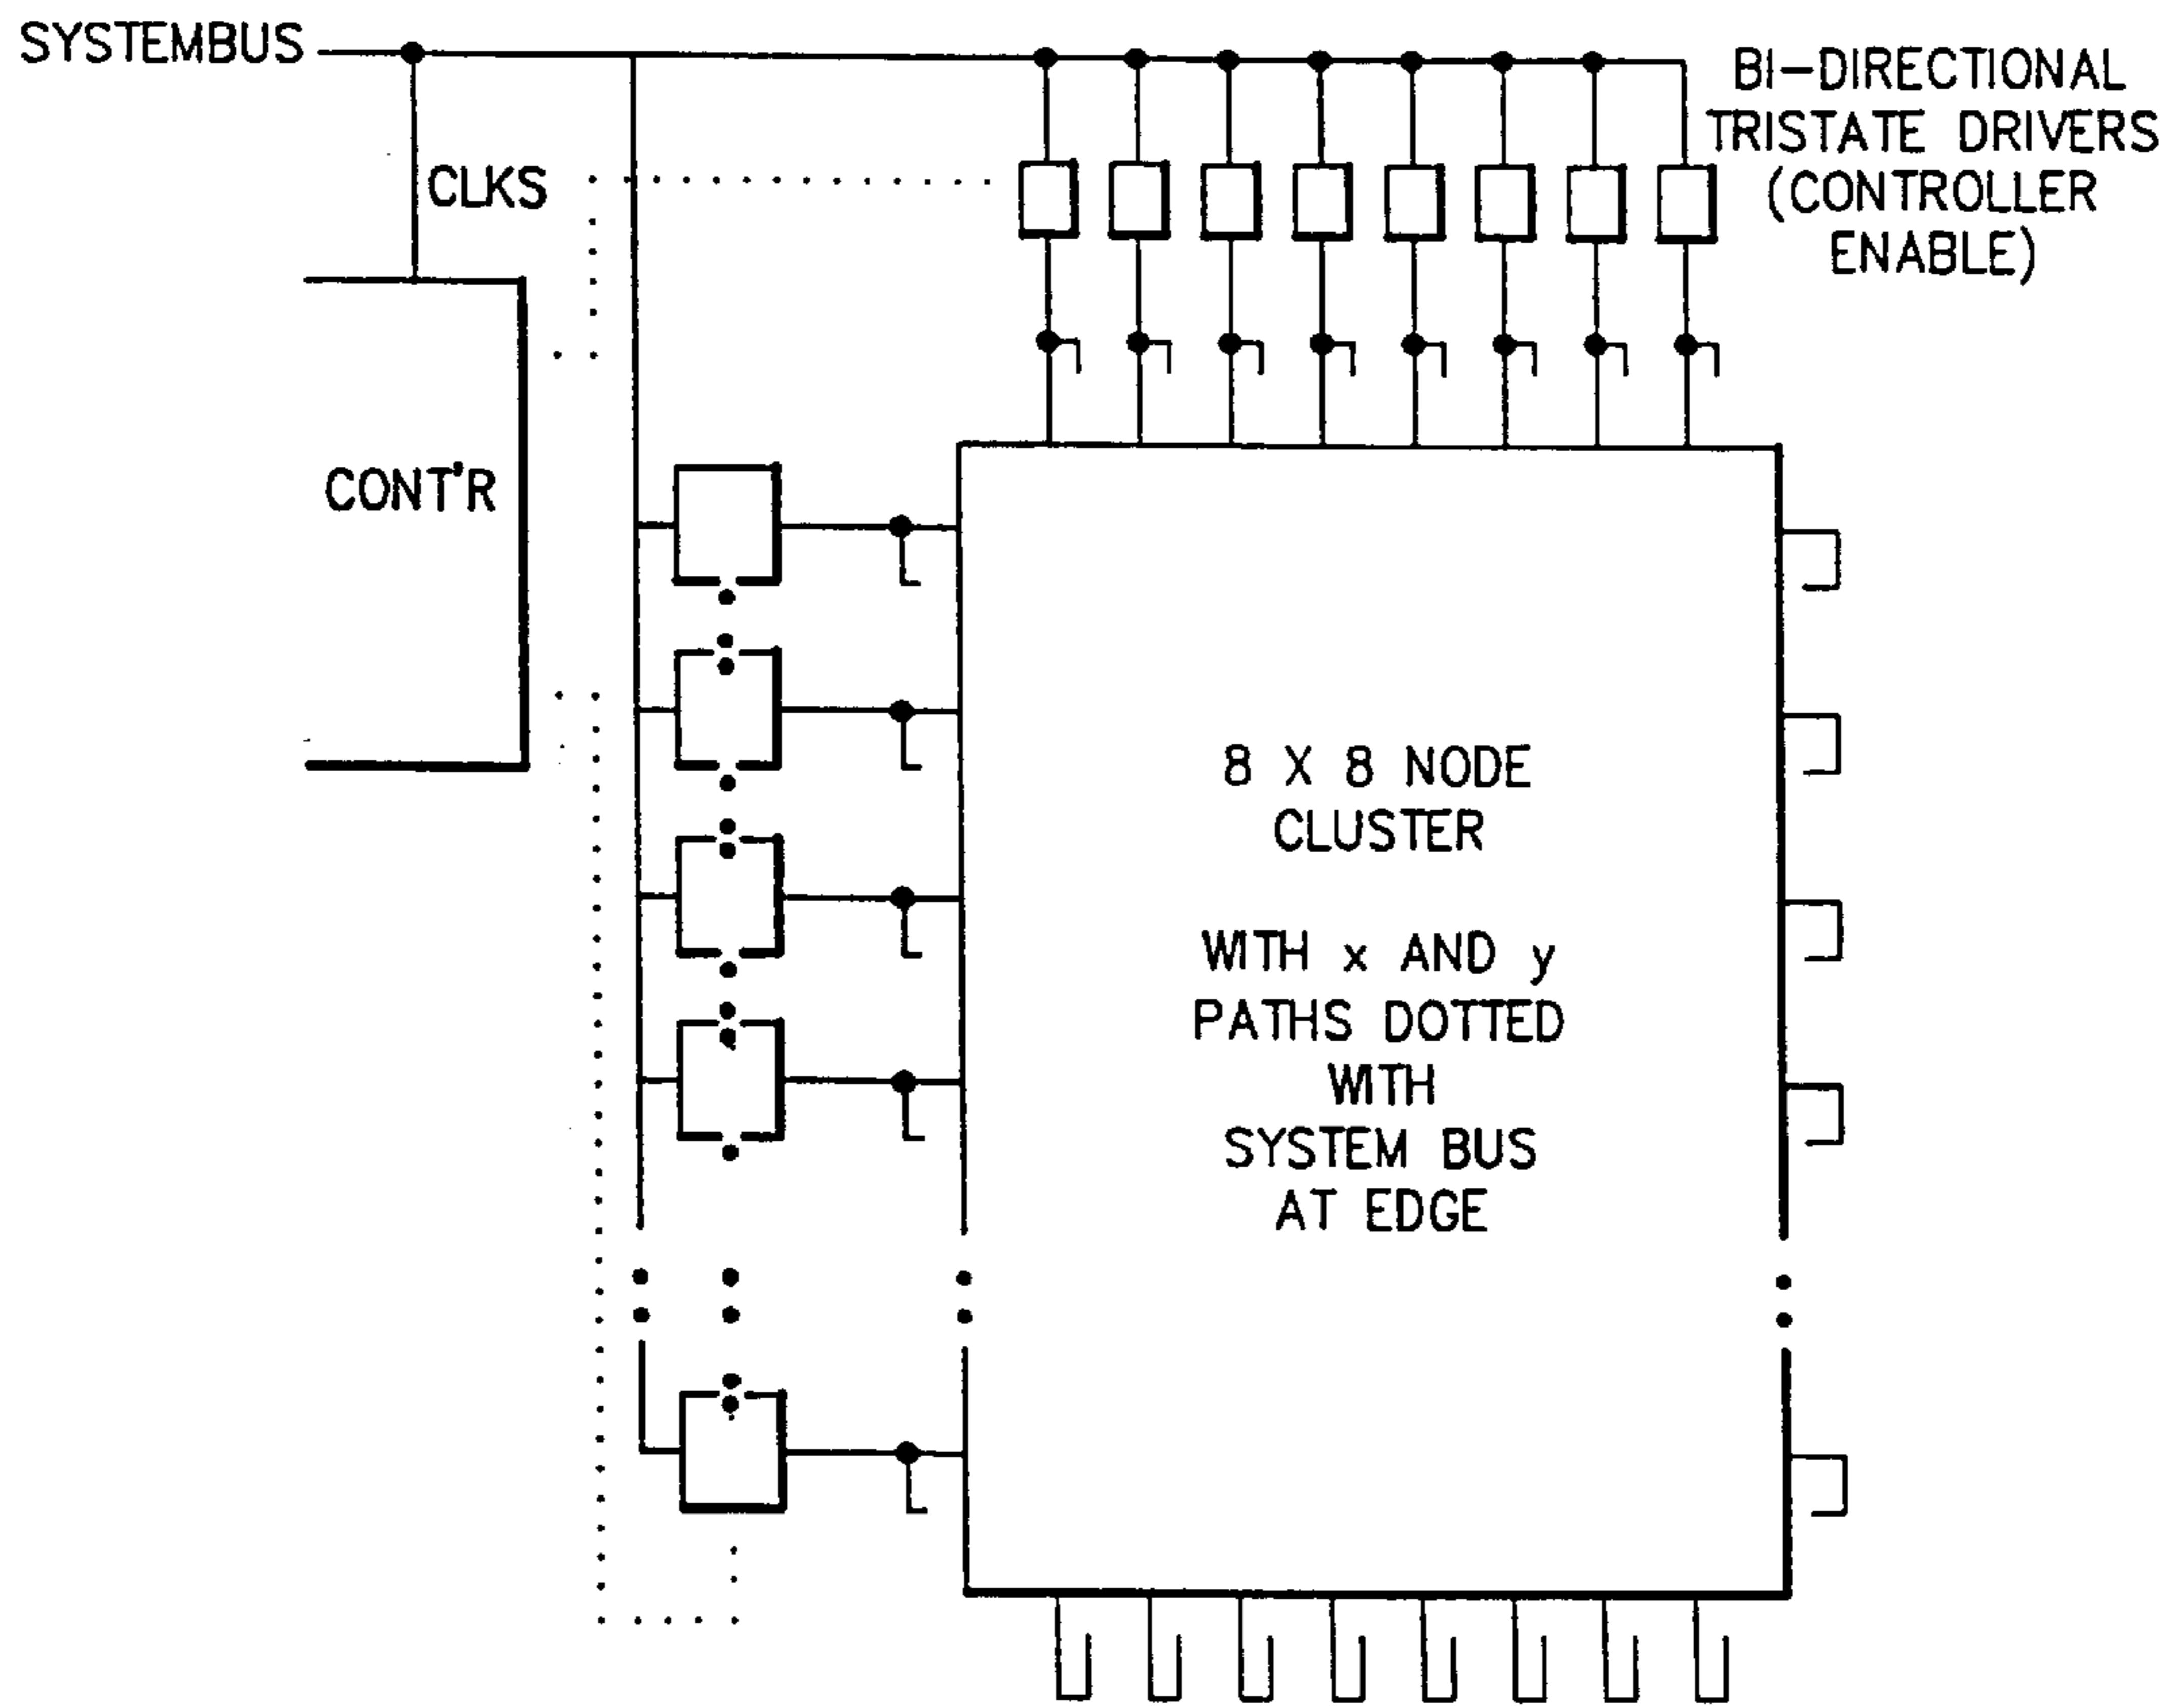 SYSTEMBUS
BI-DIRECTIONAL
TRISTATE DRIVERS
(CONTROLLER
ENABLE)
CLKS
CONT'R
8 X 8 NODE
CLUSTER
WITH x AND y
PATHS DOTTED
WITH
SYSTEM BUS
AT EDGE